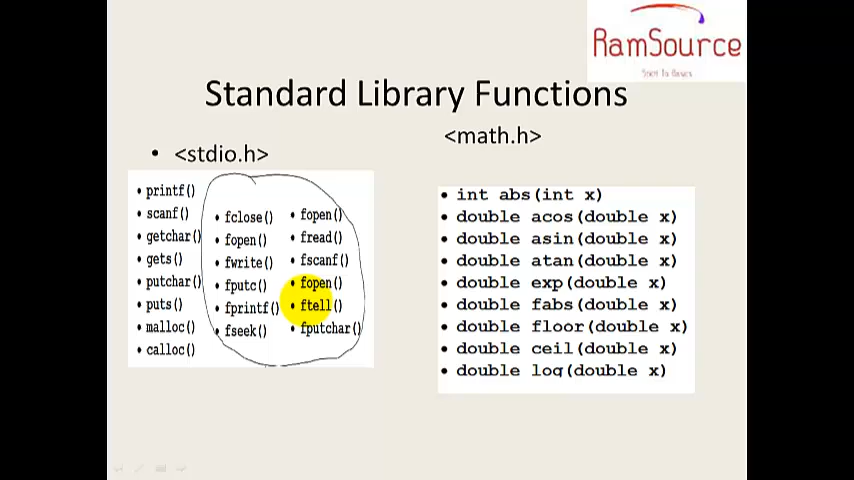 RamSource
Standard Library Functions
<math.h>
• <stdio.h>
• printf()
• scanf()
• getchar()
• gets()
• putchar()
• puts()
• malloc()
• calloc()
• fclose()
• fopen()
• fwrite()
• fputc()
• fprintf()
• fseek()
• fopen()
• fread()
• fscanf()
• fopen()
• ftell()
• fputchar()
• int abs(int x)
• double acos(double x)
• double asin(double x)
• double atan(double x)
• double exp(double x)
• double fabs(double x)
• double floor(double x)
• double ceil(double x)
• double log(double x)